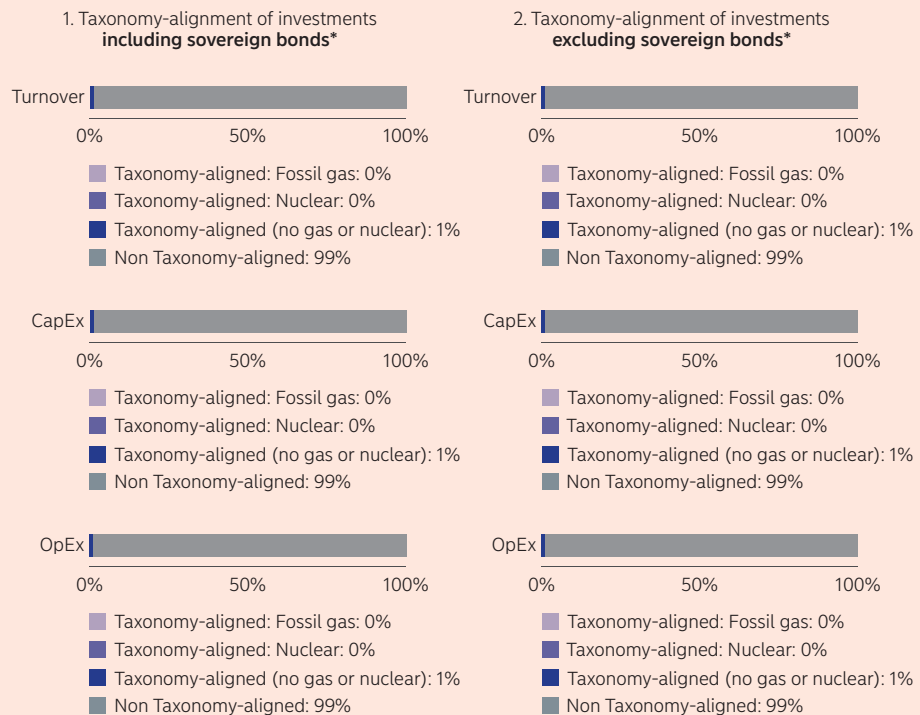 1. Taxonomy-alignment of investments
including sovereign bonds*
Turnover
0% 50% 100%
Taxonomy-aligned: Fossil gas: 0%
Taxonomy-aligned: Nuclear: 0%
Taxonomy-aligned (no gas or nuclear): 1%
Non Taxonomy-aligned: 99%
CapEx
0% 50% 100%
Taxonomy-aligned: Fossil gas: 0%
Taxonomy-aligned: Nuclear: 0%
Taxonomy-aligned (no gas or nuclear): 1%
Non Taxonomy-aligned: 99%
OpEx
0% 50% 100%
Taxonomy-aligned: Fossil gas: 0%
Taxonomy-aligned: Nuclear: 0%
Taxonomy-aligned (no gas or nuclear): 1%
Non Taxonomy-aligned: 99%
2. Taxonomy-alignment of investments
excluding sovereign bonds*
Turnover
0% 50% 100%
Taxonomy-aligned: Fossil gas: 0%
Taxonomy-aligned: Nuclear: 0%
Taxonomy-aligned (no gas or nuclear): 1%
Non Taxonomy-aligned: 99%
CapEx
0% 50% 100%
Taxonomy-aligned: Fossil gas: 0%
Taxonomy-aligned: Nuclear: 0%
Taxonomy-aligned (no gas or nuclear): 1%
Non Taxonomy-aligned: 99%
OpEx
0% 50% 100%
Taxonomy-aligned: Fossil gas: 0%
Taxonomy-aligned: Nuclear: 0%
Taxonomy-aligned (no gas or nuclear): 1%
Non Taxonomy-aligned: 99%